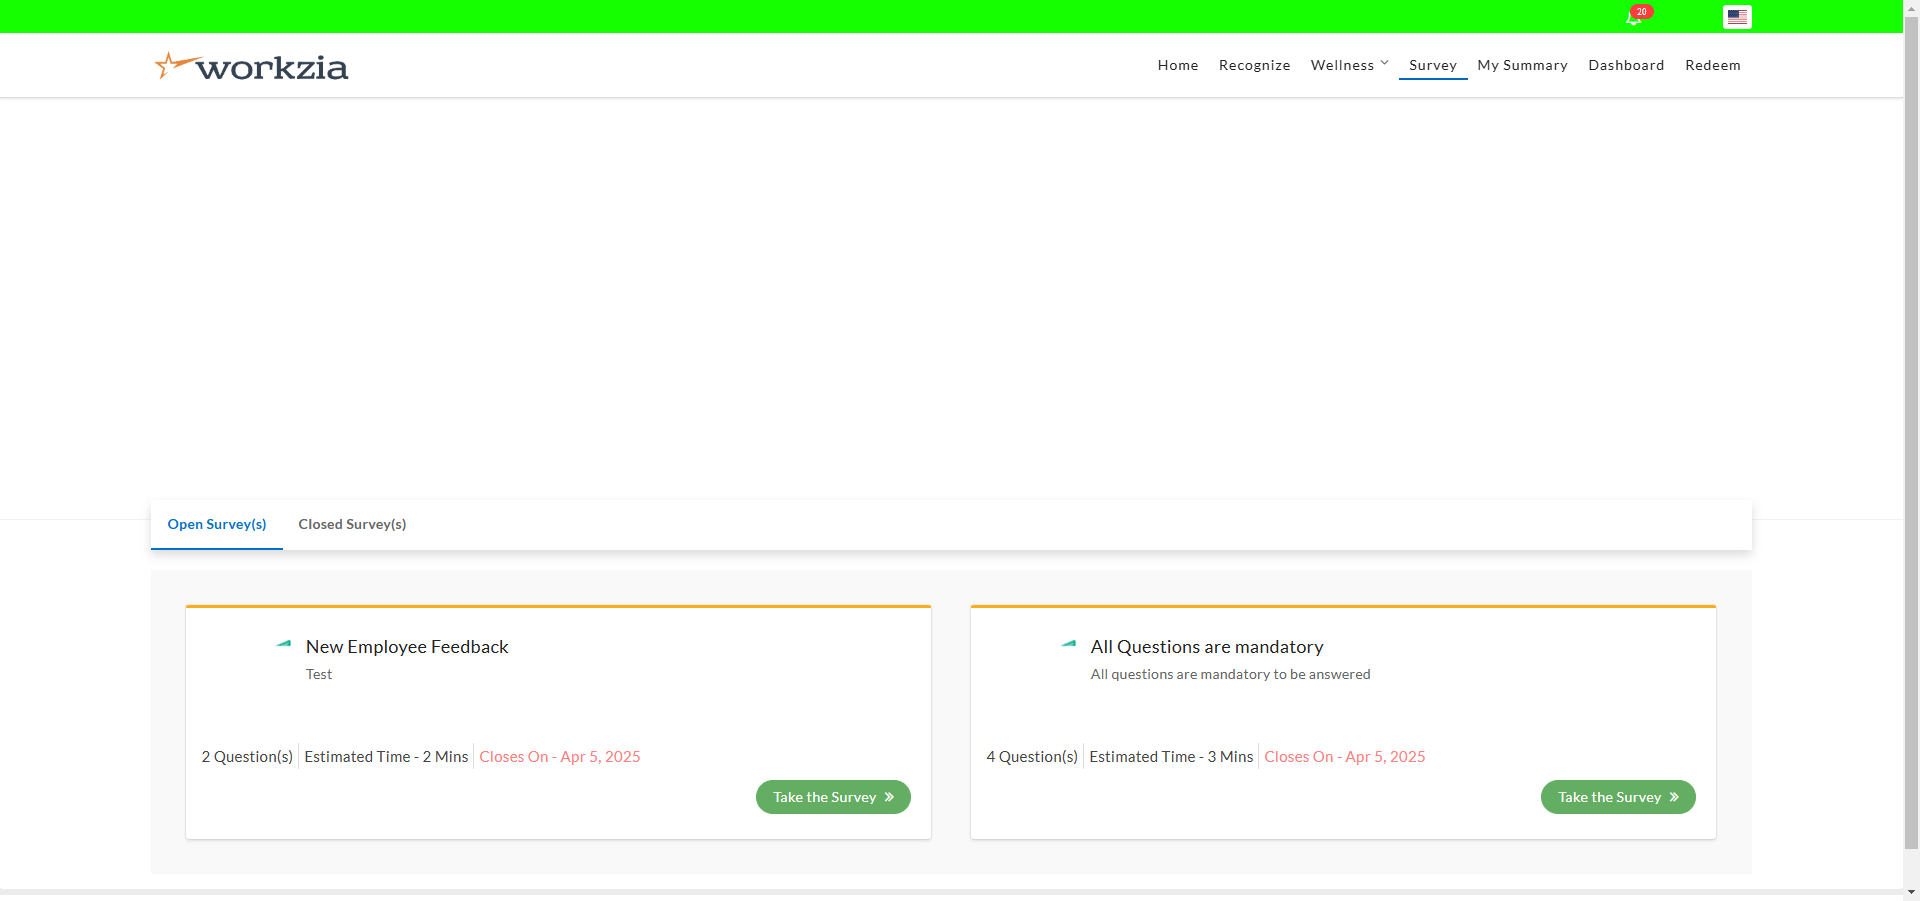 20
workzia
Home Recognize Wellness Survey My Summary Dashboard Redeem
Open Survey(s) Closed Survey(s)
New Employee Feedback
Test
2 Question(s) Estimated Time - 2 Mins Closes On - Apr 5, 2025
Take the Survey »
All Questions are mandatory
All questions are mandatory to be answered
4 Question(s) Estimated Time - 3 Mins Closes On - Apr 5, 2025
Take the Survey »